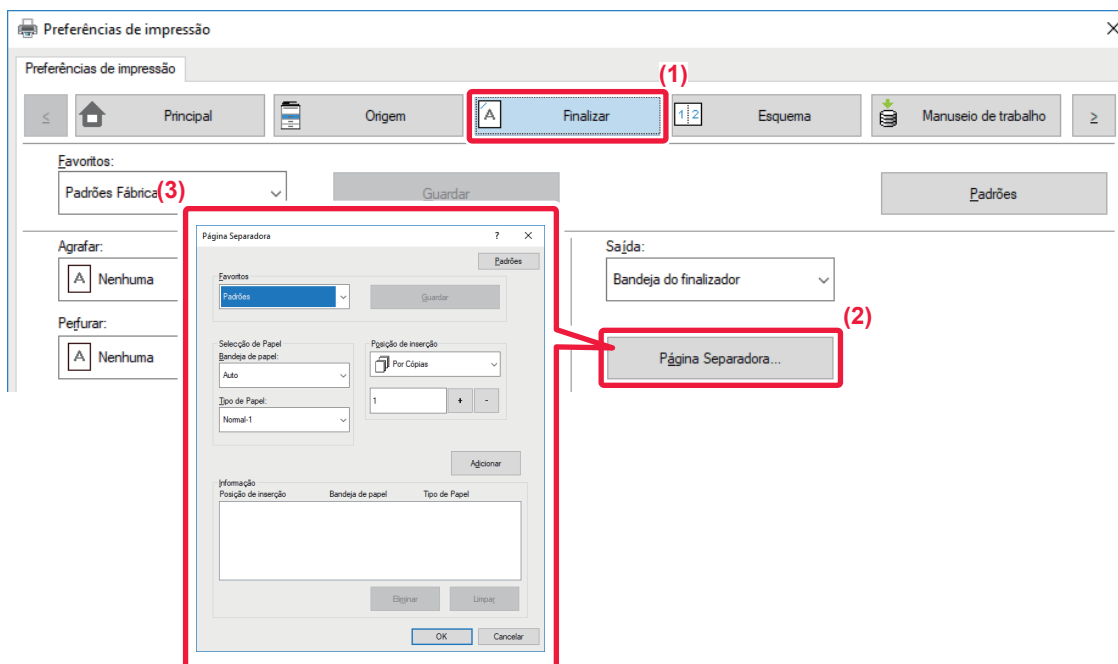 Preferências de impressão
Preferências de impressão
(1)
<
Principal
Origem
A
Finalizar
1 2
Esquema
Manuseio de trabalho
>
Favoritos:
Padrões Fábrica
(3)
Guardar
Padrões
Agrafar:
A
Nenhuma
Perfurar:
A
Nenhuma
Página Separadora
?
Padrões
Favoritos
Padrões
Guardar
Selecção de Papel
Bandeja de papel:
Auto
Tipo de Papel:
Normal-1
Posição de inserção
Por Cópias
1
+
-
Adicionar
Informação
Posição de inserção Bandeja de papel Tipo de Papel
Eliminar
Limpar
OK
Cancelar
Saída:
Bandeja do finalizador
(2)
Página Separadora...